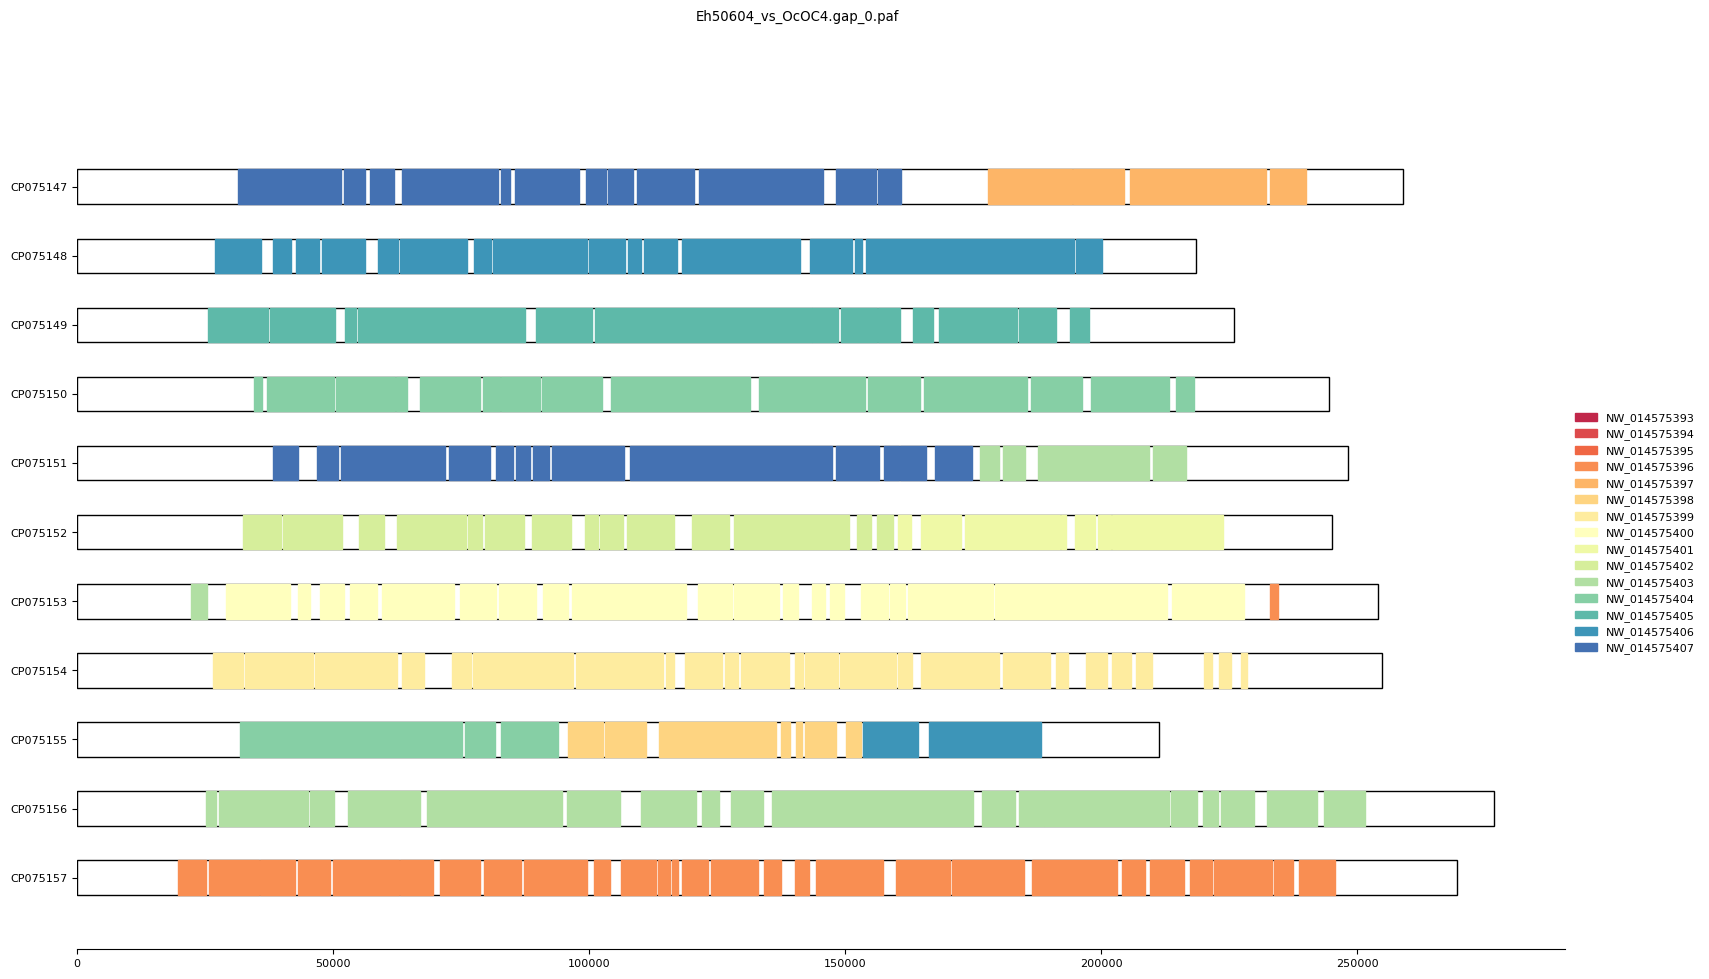 Eh50604_vs_OcOC4.gap_0.paf
CP075147
CP075148
CP075149
CP075150
CP075151
CP075152
CP075153
CP075154
CP075155
CP075156
CP075157
NW_014575393
NW_014575394
NW_014575395
NW_014575396
NW_014575397
NW_014575398
NW_014575399
NW_014575400
NW_014575401
NW_014575402
NW_014575403
NW_014575404
NW_014575405
NW_014575406
NW_014575407
0 50000 100000 150000 200000 250000